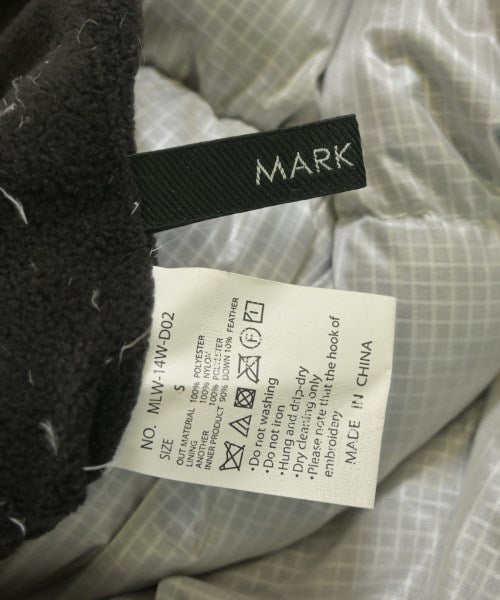 MARK
NO. MLW-14W-D02
SIZE S
OUT MATERIAL 100% POLYESTER
LINING 100% NYLON
ANOTHER 100% POLYESTER
INNER PRODUCT 90% DOWN 10% FEATHER
•Do not washing
•Do not iron
•Hung and drip-dry
•Dry cleaning only
•Please note that the hook of
embroidery
MADE IN CHINA